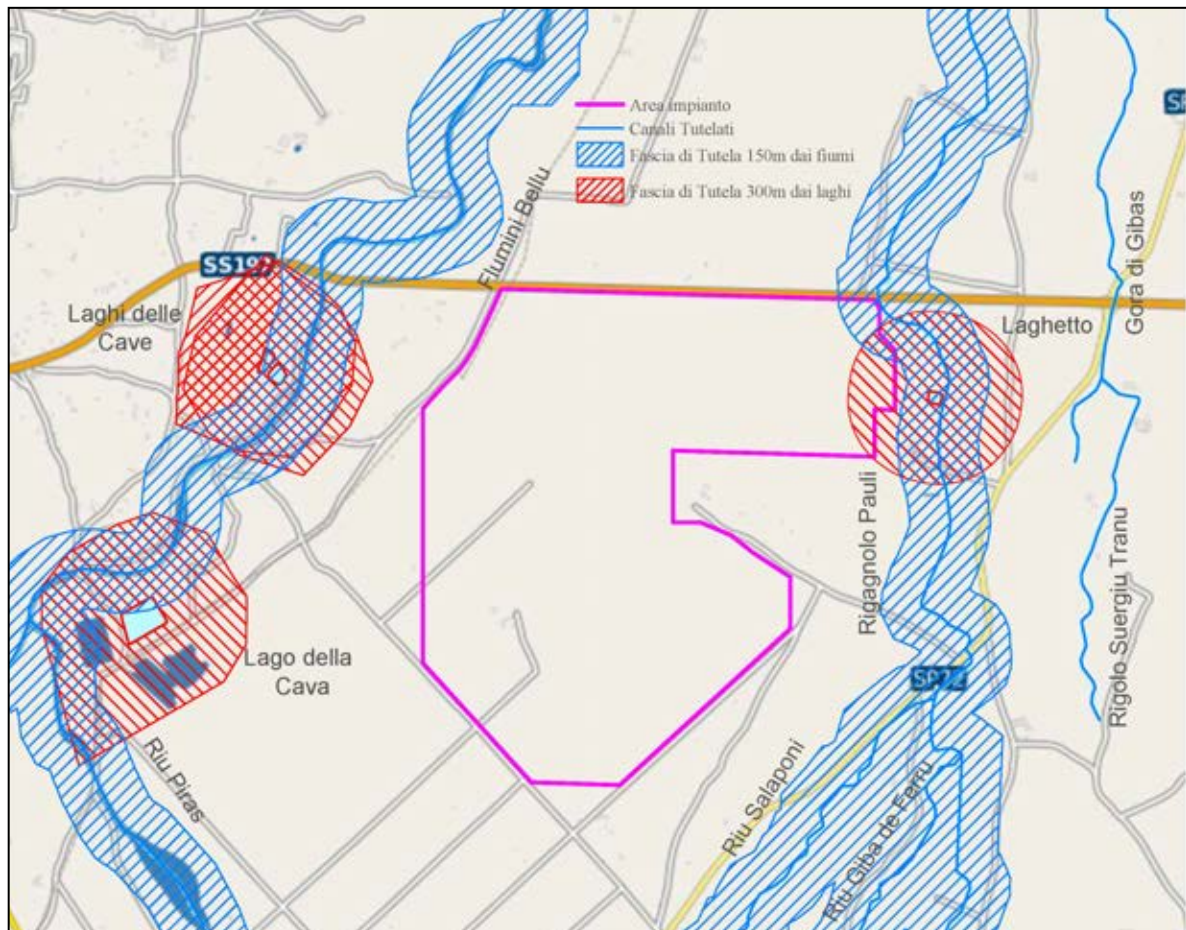 Area impianto
Canali Tutelati
Fascia di Tutela 150m dai fiumi
Fascia di Tutela 300m dai laghi
Flumini Bellu
Gora di Gibas
Laghi delle
Cave
Laghetto
Rigagnolo Pauli
Rigolo Suergiu Tranu
Lago della
Cava
Riu Piras
Riu Salaponi
Riu Giba de Ferru